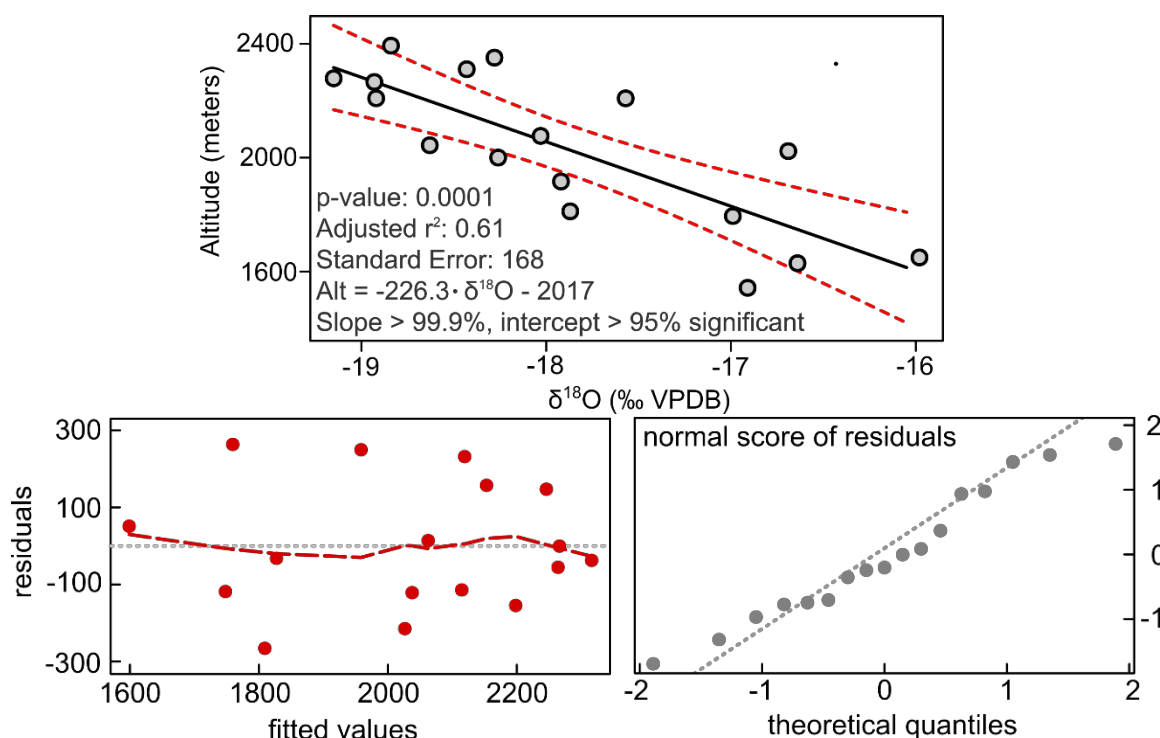 2400
2000
1600
Altitude (meters)
p-value: 0.0001
Adjusted r²: 0.61
Standard Error: 168
Alt = -226.3· δ¹⁸O - 2017
Slope > 99.9%, intercept > 95% significant
-19 -18 -17 -16
δ¹⁸O (‰ VPDB)
300
100
-100
-300
residuals
1600 1800 2000 2200
fitted values
normal score of residuals
2
1
0
-1
-2 -1 0 1 2
theoretical quantiles